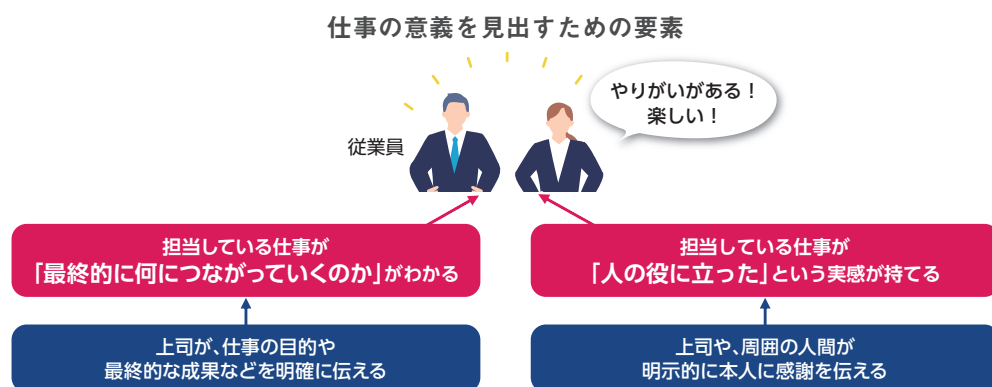 仕事の意義を見出すための要素
やりがいがある！
楽しい！
従業員
担当している仕事が
「最終的に何につながっていくのか」がわかる
担当している仕事が
「人の役に立った」という実感が持てる
上司が、仕事の目的や
最終的な成果などを明確に伝える
上司や、周囲の人間が
明示的に本人に感謝を伝える